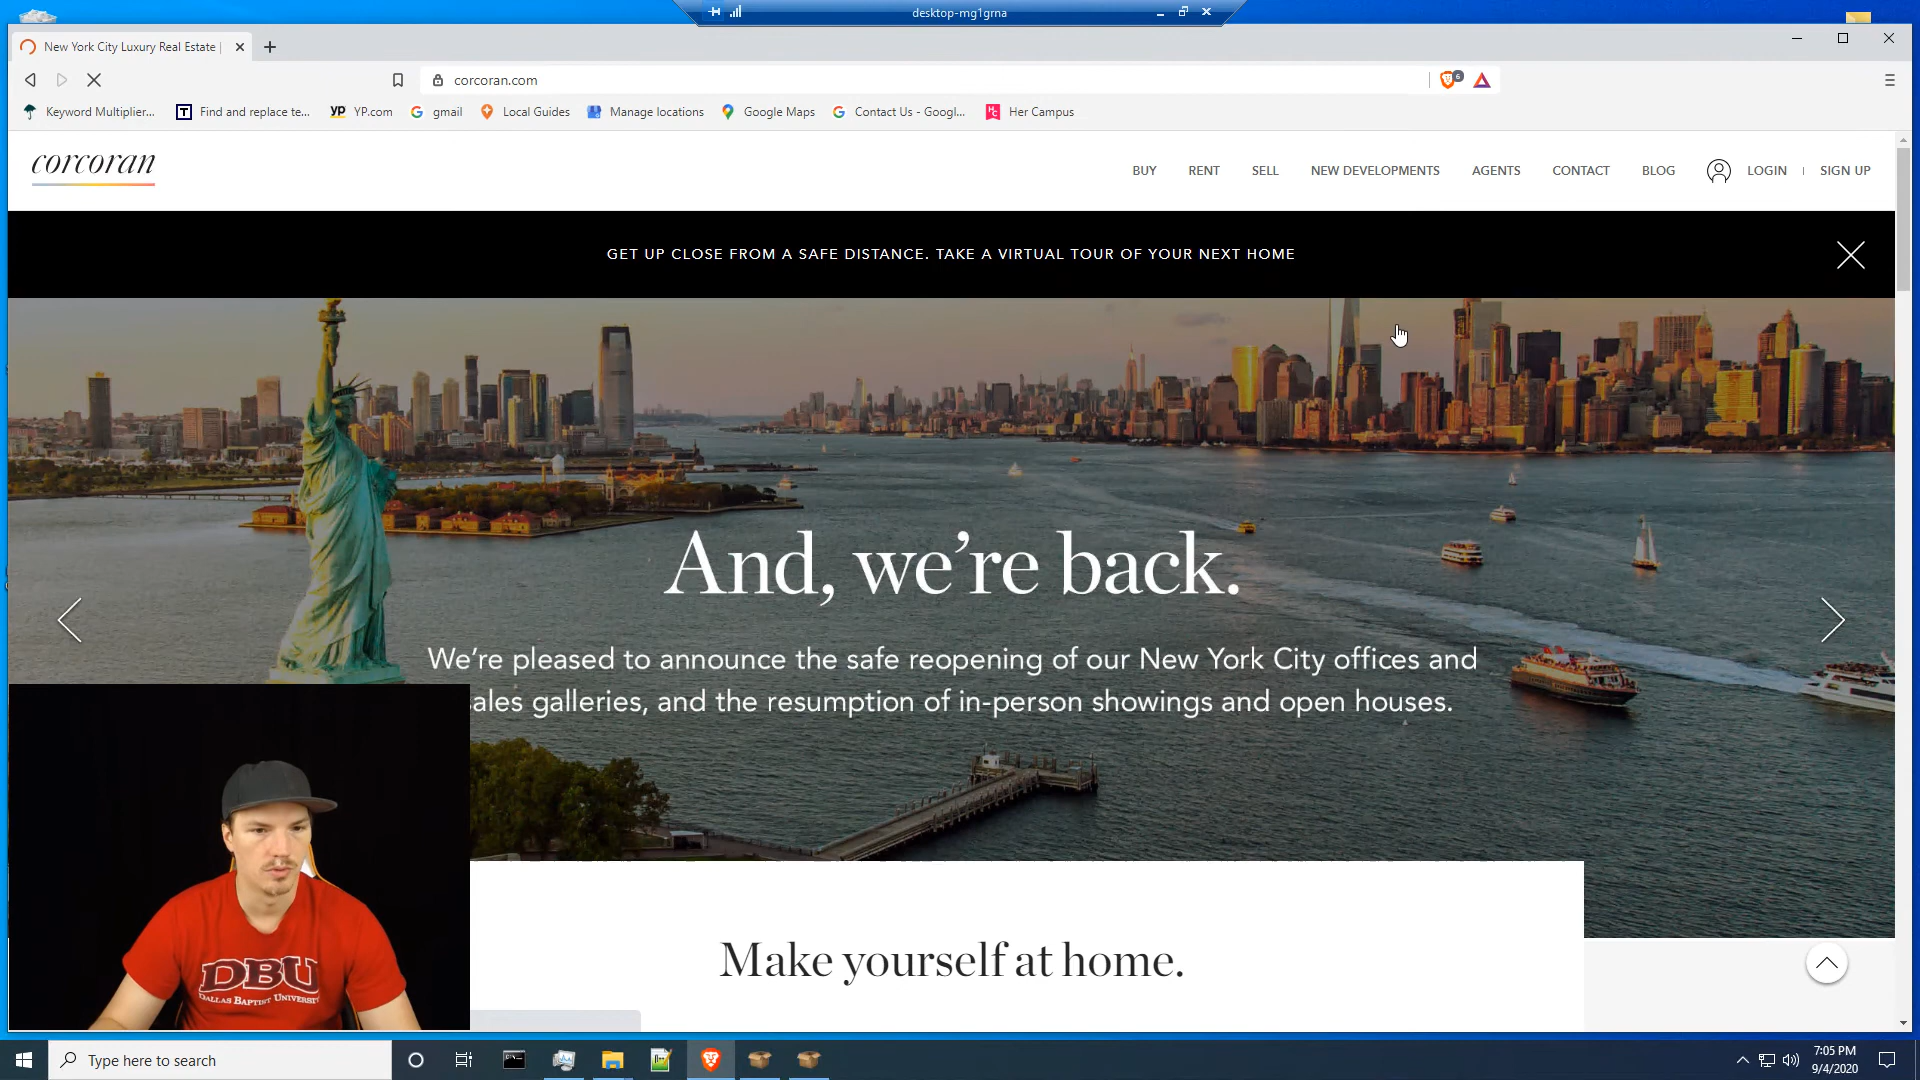 desktop-mg1grna
New York City Luxury Real Estate |
corcoran.com
6
Keyword Multiplier...
Find and replace te...
YP.com
gmail
Local Guides
Manage locations
Google Maps
Contact Us - Googl...
Her Campus
corcoran
BUY
RENT
SELL
NEW DEVELOPMENTS
AGENTS
CONTACT
BLOG
LOGIN
SIGN UP
GET UP CLOSE FROM A SAFE DISTANCE. TAKE A VIRTUAL TOUR OF YOUR NEXT HOME
And, we're back.
We're pleased to announce the safe reopening of our New York City offices and
ales galleries, and the resumption of in-person showings and open houses.
Make yourself at home.
DBU
DALLAS BAPTIST UNIVERSITY
Type here to search
7:05 PM
9/4/2020